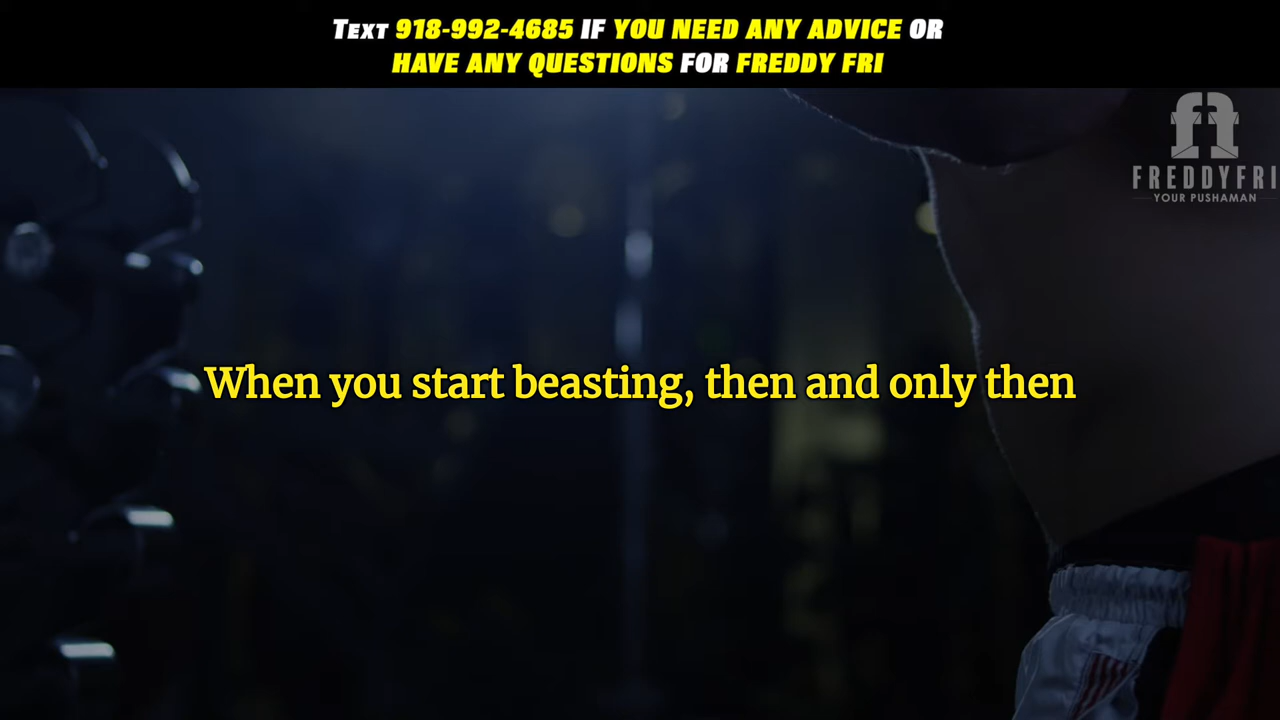 Text 918-992-4685 IF YOU NEED ANY ADVICE OR
HAVE ANY QUESTIONS FOR FREDDY FRI
FREDDYFRI
YOUR PUSHAMAN
When you start beasting, then and only then